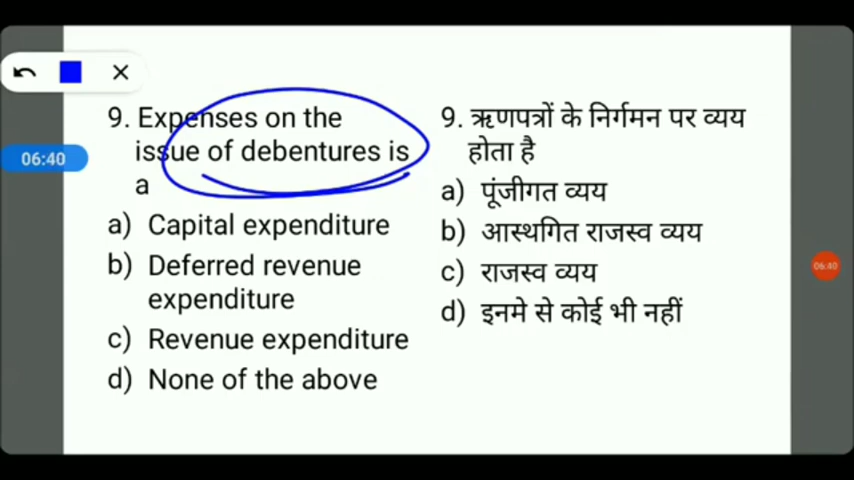 9. Expenses on the
issue of debentures is
a
a) Capital expenditure
b) Deferred revenue
expenditure
c) Revenue expenditure
d) None of the above
9. ऋणपत्रों के निर्गमन पर व्यय
होता है
a) पूंजीगत व्यय
b) आस्थगित राजस्व व्यय
c) राजस्व व्यय
d) इनमे से कोई भी नहीं
06:40
06:40